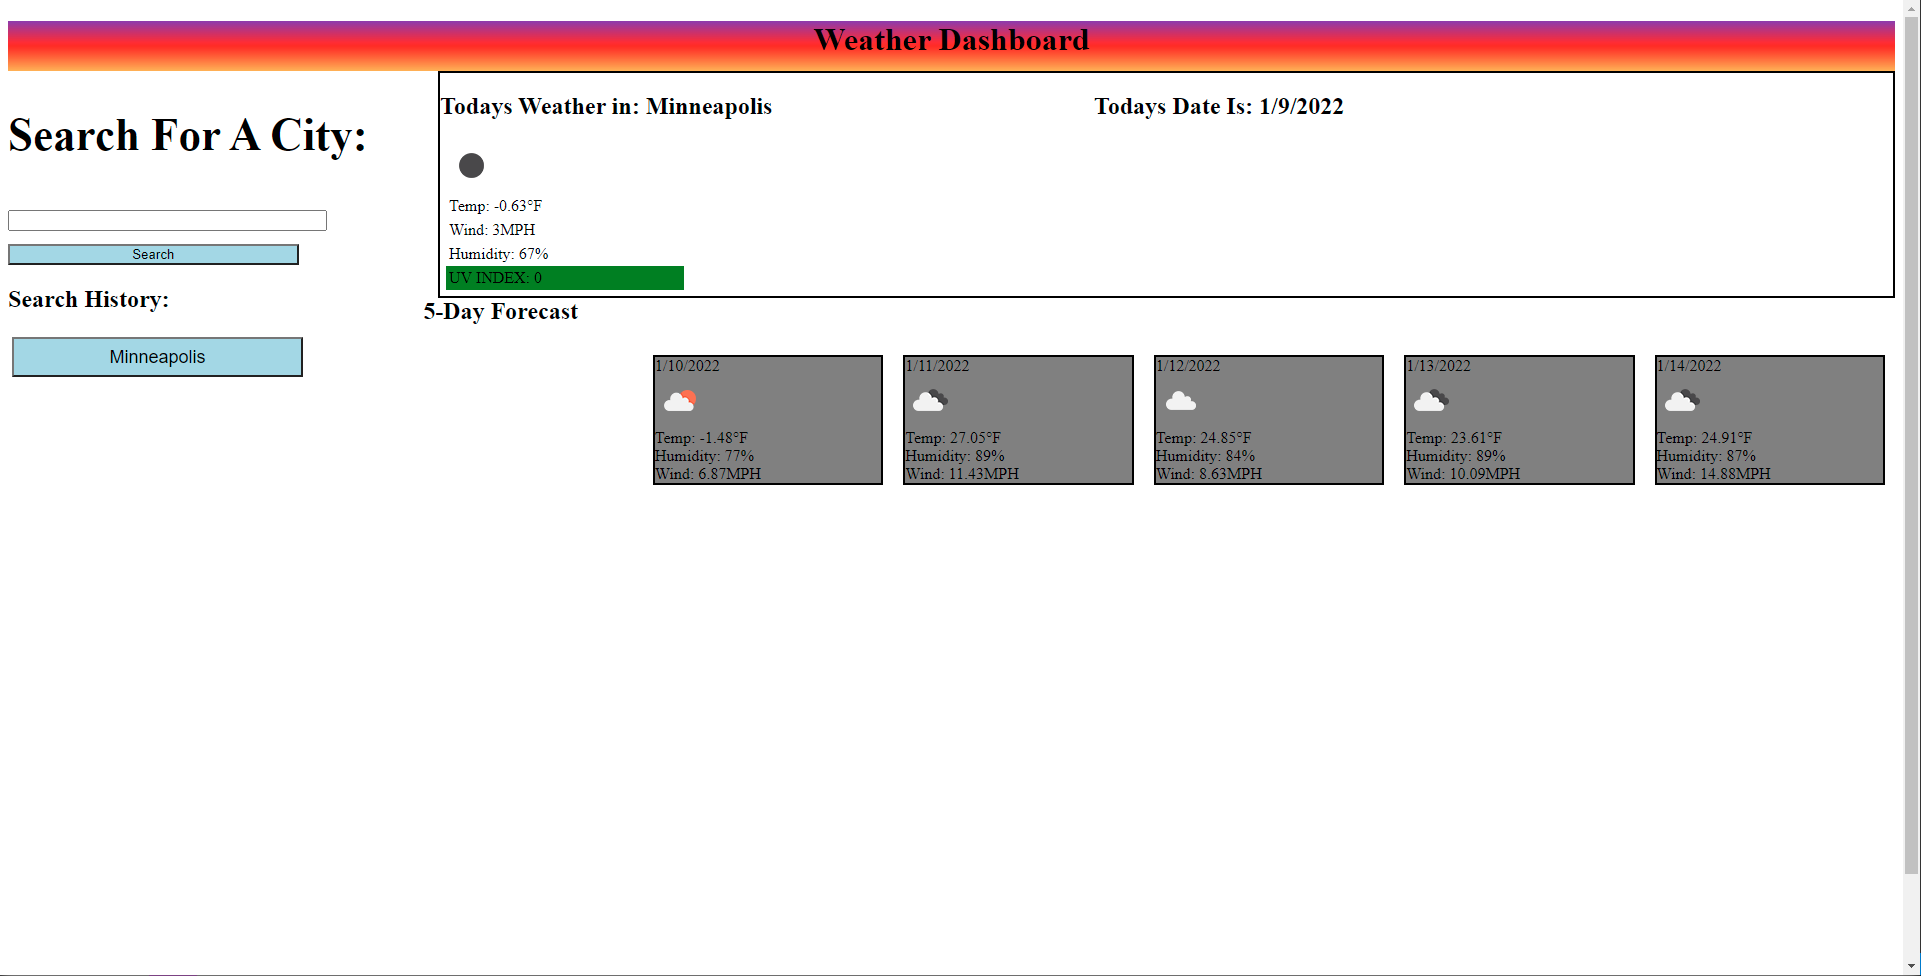 Weather Dashboard
Search For A City:
Search
Search History:
Minneapolis
Todays Weather in: Minneapolis
Todays Date Is: 1/9/2022
Temp: -0.63°F
Wind: 3MPH
Humidity: 67%
UV INDEX: 0
5-Day Forecast
1/10/2022
Temp: -1.48°F
Humidity: 77%
Wind: 6.87MPH
1/11/2022
Temp: 27.05°F
Humidity: 89%
Wind: 11.43MPH
1/12/2022
Temp: 24.85°F
Humidity: 84%
Wind: 8.63MPH
1/13/2022
Temp: 23.61°F
Humidity: 89%
Wind: 10.09MPH
1/14/2022
Temp: 24.91°F
Humidity: 87%
Wind: 14.88MPH